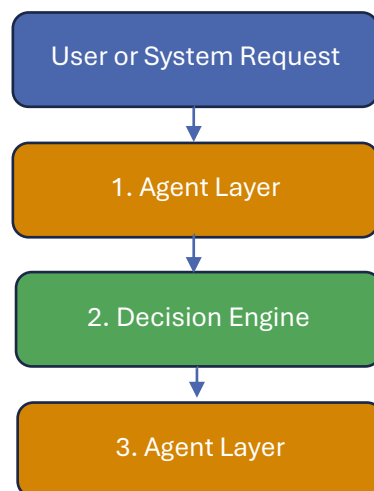 User or System Request
1. Agent Layer
2. Decision Engine
3. Agent Layer